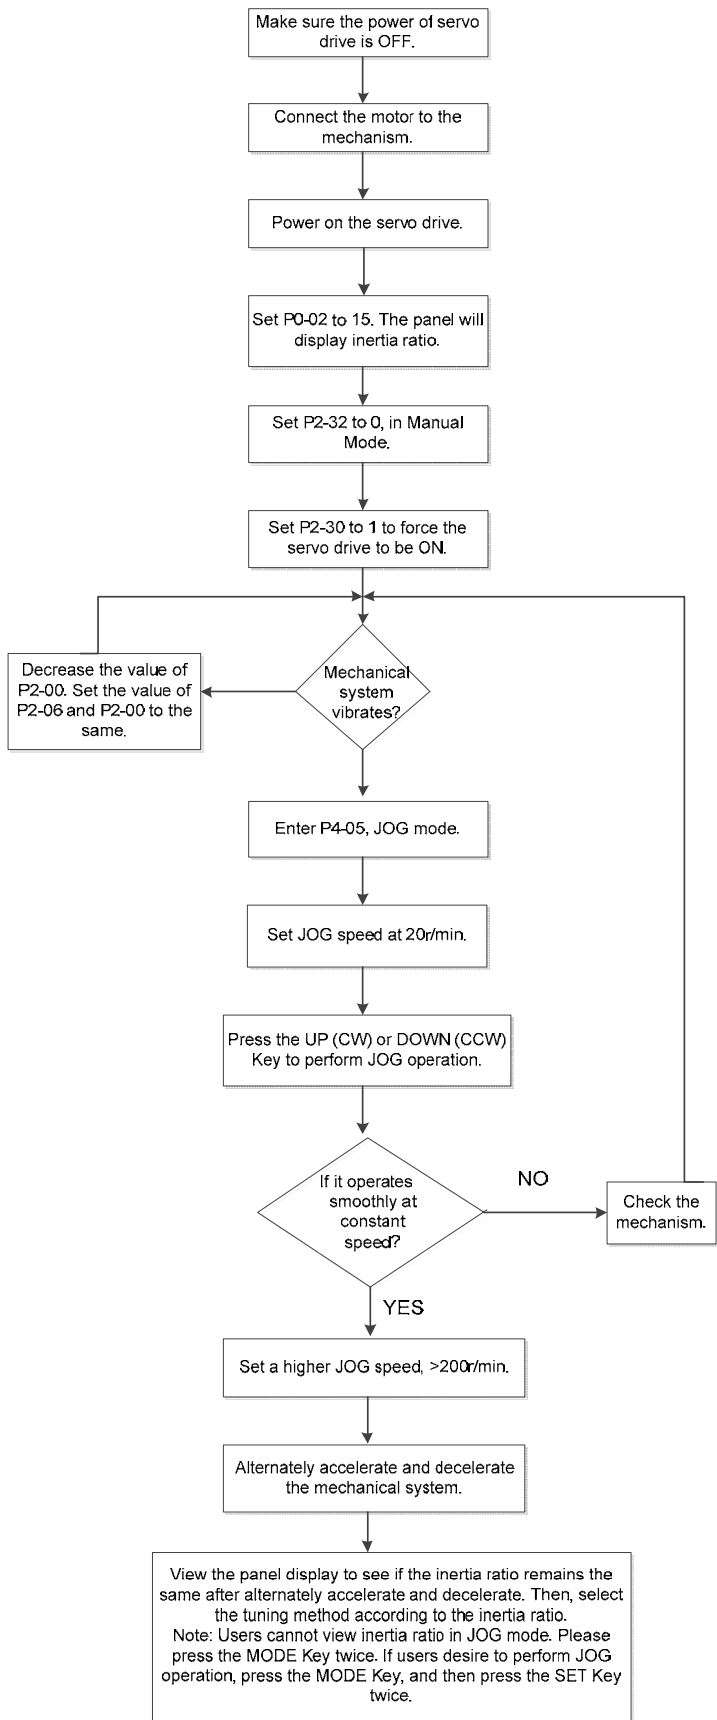 Make sure the power of servo
drive is OFF.
Connect the motor to the
mechanism.
Power on the servo drive.
Set P0-02 to 15. The panel will
display inertia ratio.
Set P2-32 to 0, in Manual
Mode.
Set P2-30 to 1 to force the
servo drive to be ON.
Mechanical
system
vibrates?
Decrease the value of
P2-00. Set the value of
P2-06 and P2-00 to the
same.
Enter P4-05, JOG mode.
Set JOG speed at 20r/min.
Press the UP (CW) or DOWN (CCW)
Key to perform JOG operation.
If it operates
smoothly at
constant
speed?
NO
Check the
mechanism.
YES
Set a higher JOG speed, >200r/min.
Alternately accelerate and decelerate
the mechanical system.
View the panel display to see if the inertia ratio remains the
same after alternately accelerate and decelerate. Then, select
the tuning method according to the inertia ratio.
Note: Users cannot view inertia ratio in JOG mode. Please
press the MODE Key twice. If users desire to perform JOG
operation, press the MODE Key, and then press the SET Key
twice.